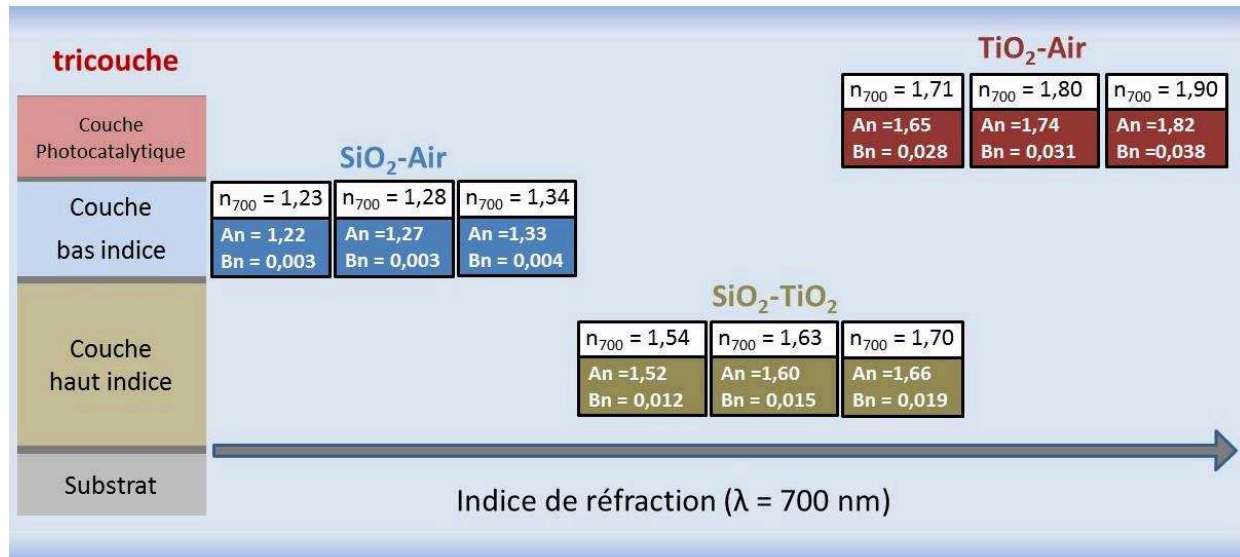 tricouche
Couche
Photocatalytique
Couche
bas indice
Couche
haut indice
Substrat
SiO₂-Air
n₇₀₀ = 1,23 n₇₀₀ = 1,28 n₇₀₀ = 1,34
An = 1,22 An =1,27 An =1,33
Bn = 0,003 Bn = 0,003 Bn = 0,004
SiO₂-TiO₂
n₇₀₀ = 1,54 n₇₀₀ = 1,63 n₇₀₀ = 1,70
An =1,52 An =1,60 An =1,66
Bn = 0,012 Bn = 0,015 Bn = 0,019
TiO₂-Air
n₇₀₀ = 1,71 n₇₀₀ = 1,80 n₇₀₀ = 1,90
An =1,65 An =1,74 An =1,82
Bn = 0,028 Bn = 0,031 Bn =0,038
Indice de réfraction (λ = 700 nm)